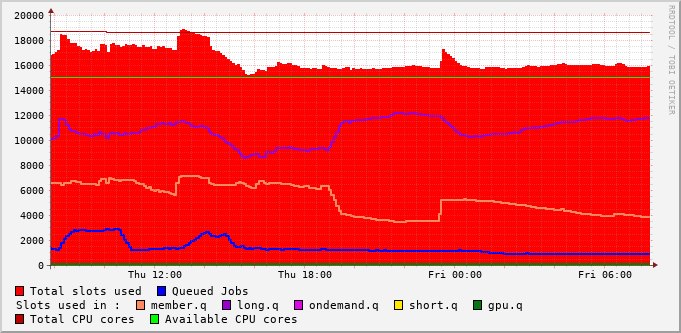 20000
18000
16000
14000
12000
10000
8000
6000
4000
2000
0
Thu 12:00 Thu 18:00 Fri 00:00 Fri 06:00
RRDTOOL / TOBI OETIKER
Total slots used Queued Jobs
Slots used in : member.q long.q ondemand.q short.q gpu.q
Total CPU cores Available CPU cores